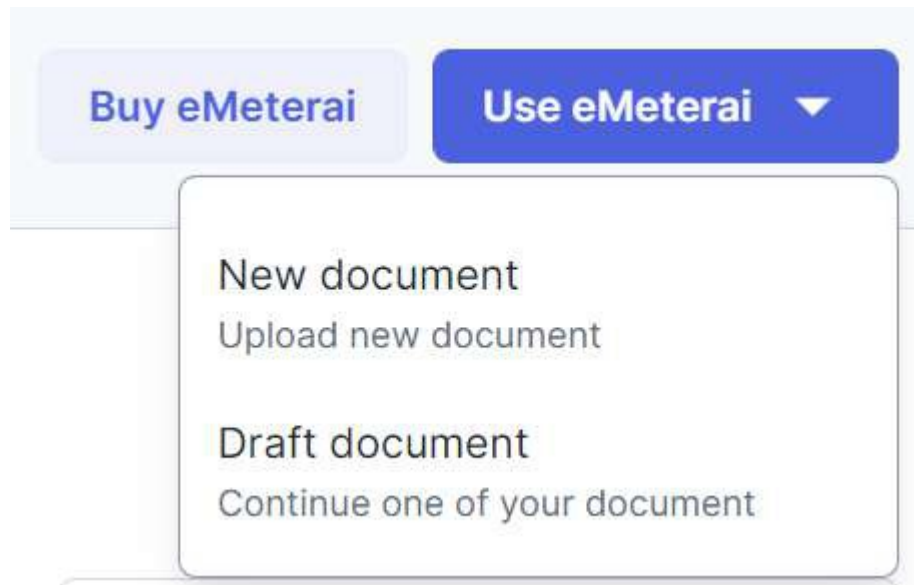 Buy eMeterai
Use eMeterai
New document
Upload new document
Draft document
Continue one of your document